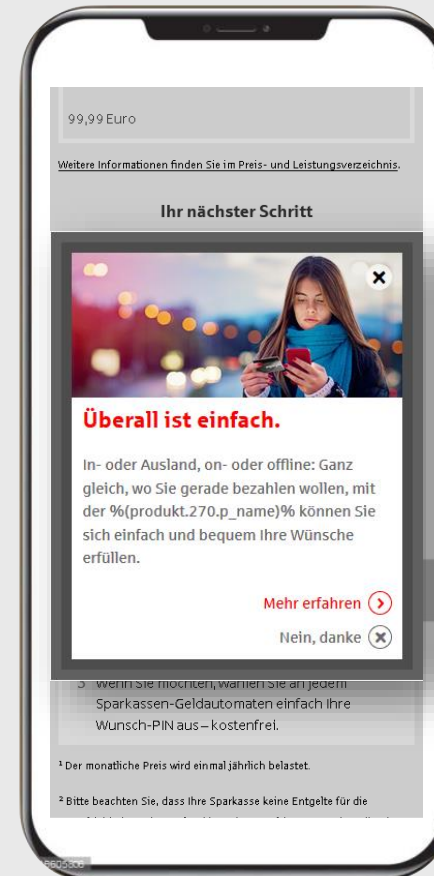 99,99 Euro
Weitere Informationen finden Sie im Preis- und Leistungsverzeichnis.
Ihr nächster Schritt
Überall ist einfach.
In- oder Ausland, on- oder offline: Ganz
gleich, wo Sie gerade bezahlen wollen, mit
der %(produkt.270.p_name)% können Sie
sich einfach und bequem Ihre Wünsche
erfüllen.
Mehr erfahren
Nein, danke
3 Wenn Sie möchten, wählen Sie an jedem
Sparkassen-Geldautomaten einfach Ihre
Wunsch-PIN aus – kostenfrei.
¹ Der monatliche Preis wird einmal jährlich belastet.
² Bitte beachten Sie, dass Ihre Sparkasse keine Entgelte für die